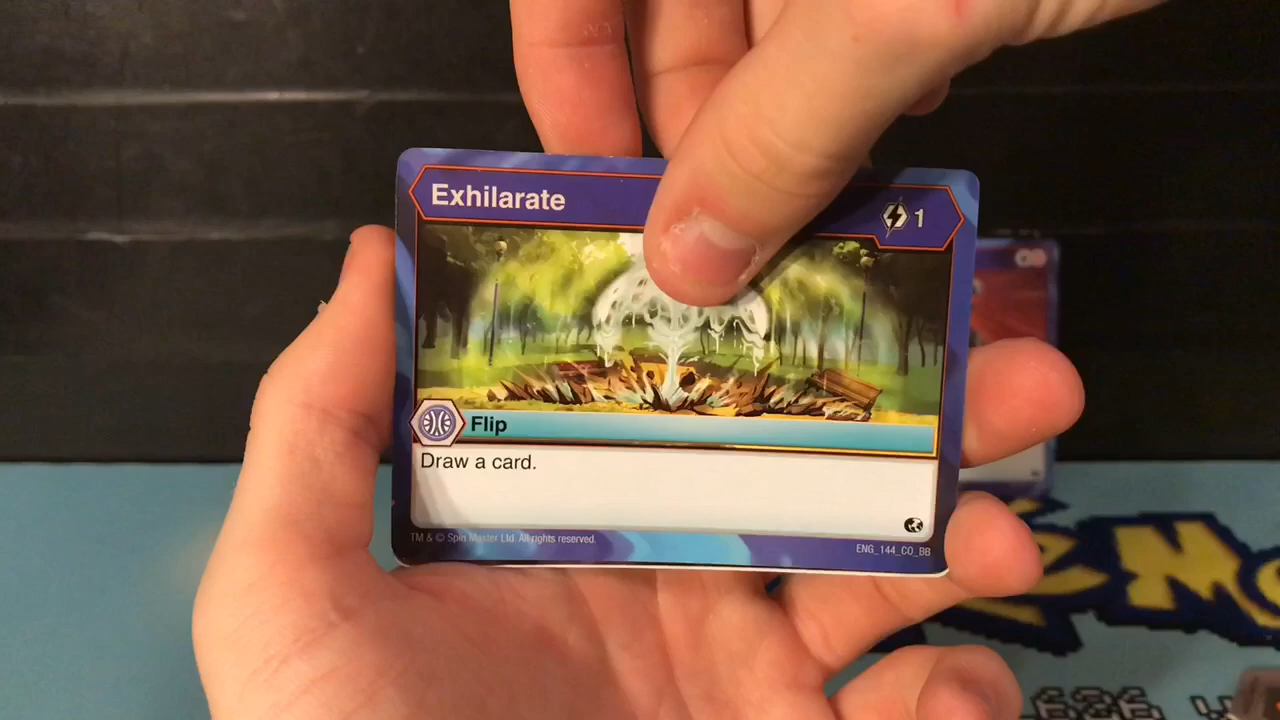 Exhilarate
1
Flip
Draw a card.
TM & © Spin Master Ltd. All rights reserved.
ENG_144_CO_BB